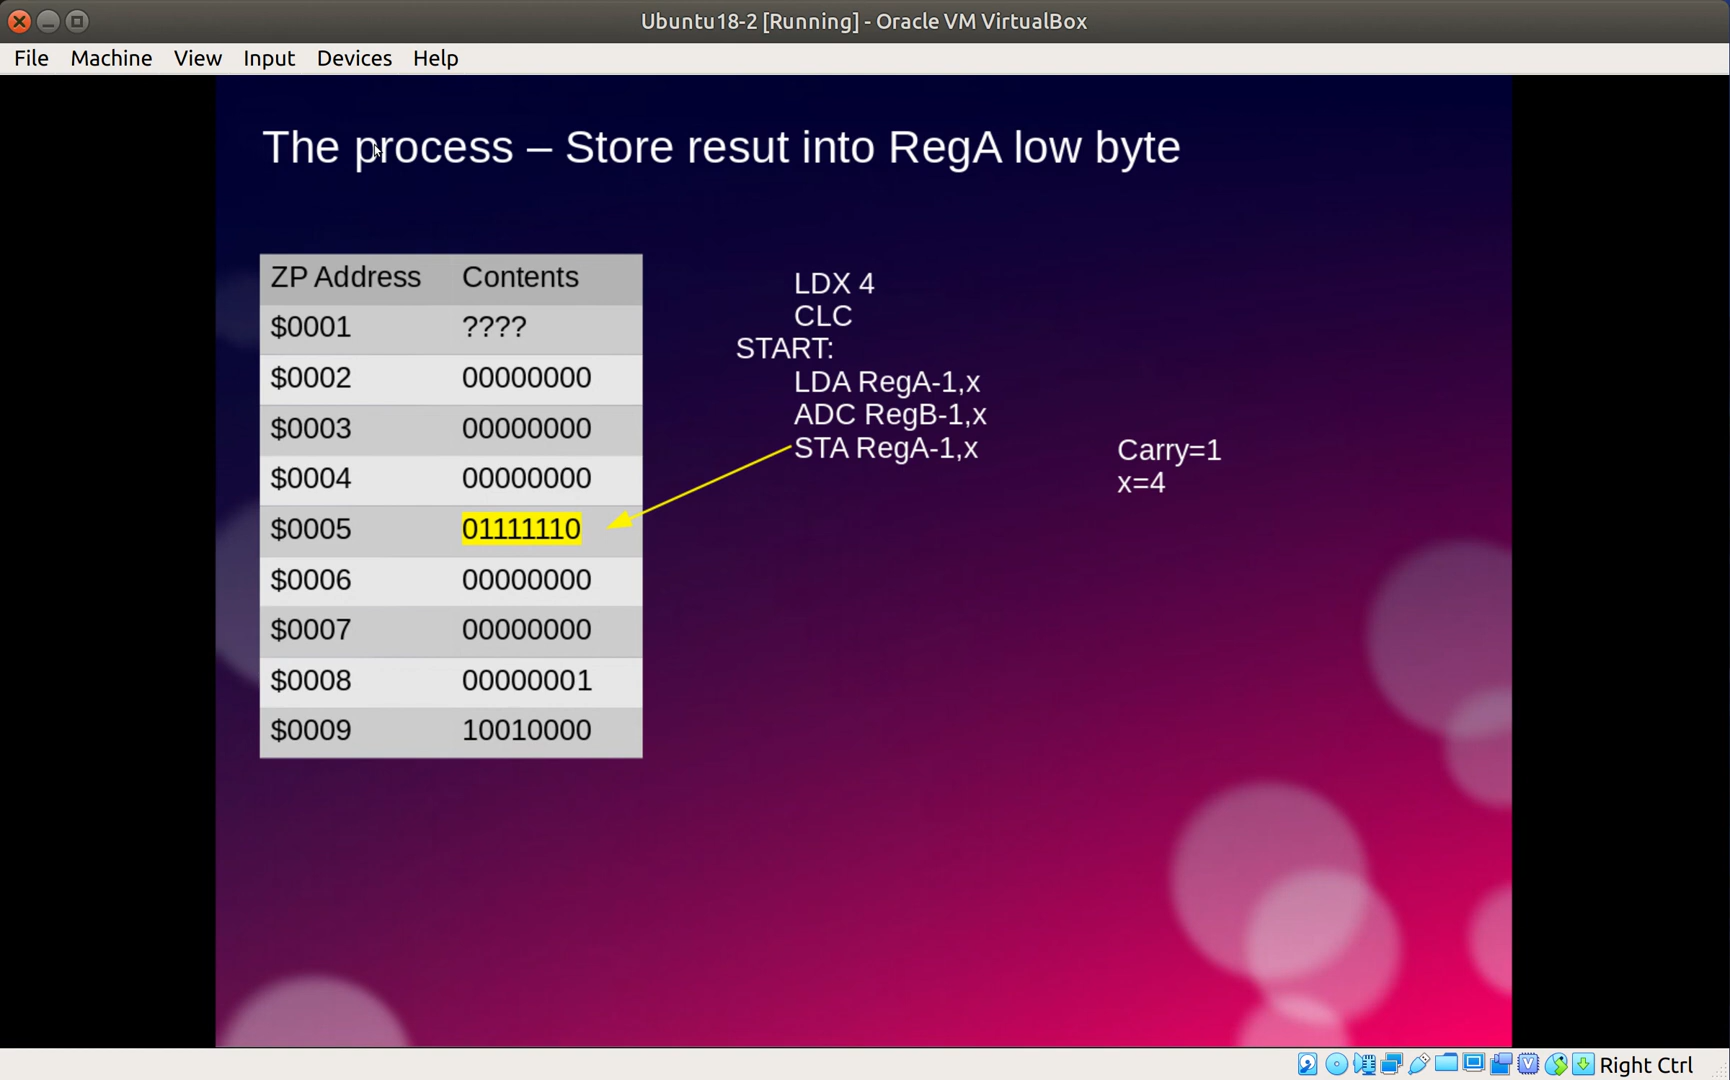 Ubuntu18-2 [Running] - Oracle VM VirtualBox
File Machine View Input Devices Help
The process – Store resut into RegA low byte
ZP Address Contents
$0001 ????
$0002 00000000
$0003 00000000
$0004 00000000
$0005 01111110
$0006 00000000
$0007 00000000
$0008 00000001
$0009 10010000
LDX 4
CLC
START:
LDA RegA-1,x
ADC RegB-1,x
STA RegA-1,x
Carry=1
x=4
Right Ctrl